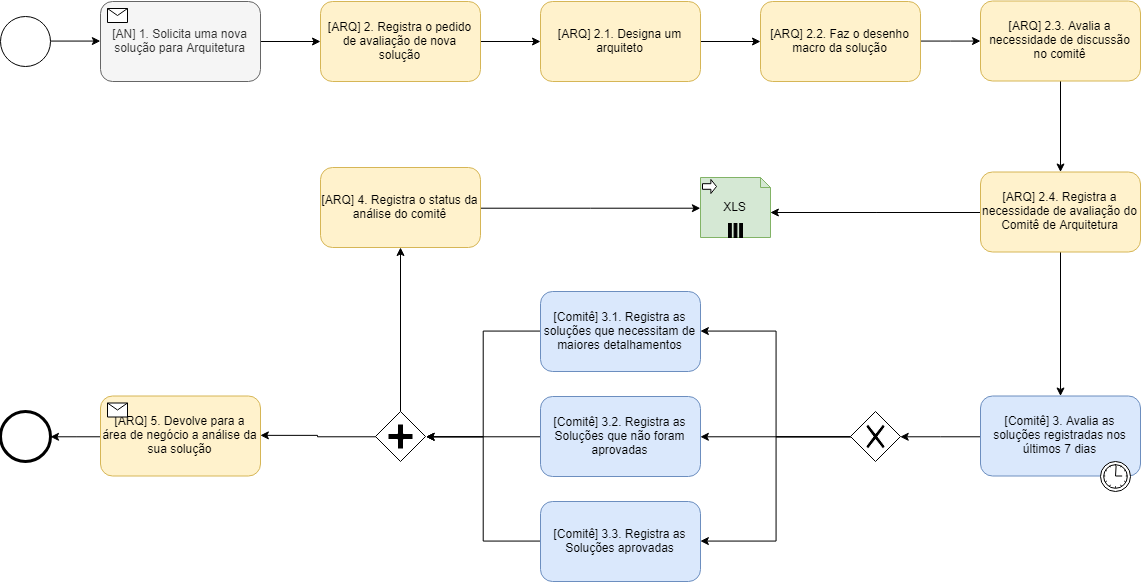 [AN] 1. Solicita uma nova
solução para Arquitetura
[ARQ] 2. Registra o pedido
de avaliação de nova
solução
[ARQ] 2.1. Designa um
arquiteto
[ARQ] 2.2. Faz o desenho
macro da solução
[ARQ] 2.3. Avalia a
necessidade de discussão
no comitê
[ARQ] 4. Registra o status da
análise do comitê
XLS
[ARQ] 2.4. Registra a
necessidade de avaliação do
Comitê de Arquitetura
[Comitê] 3.1. Registra as
soluções que necessitam de
maiores detalhamentos
[ARQ] 5. Devolve para a
área de negócio a análise da
sua solução
[Comitê] 3.2. Registra as
Soluções que não foram
aprovadas
[Comitê] 3. Avalia as
soluções registradas nos
últimos 7 dias
[Comitê] 3.3. Registra as
Soluções aprovadas